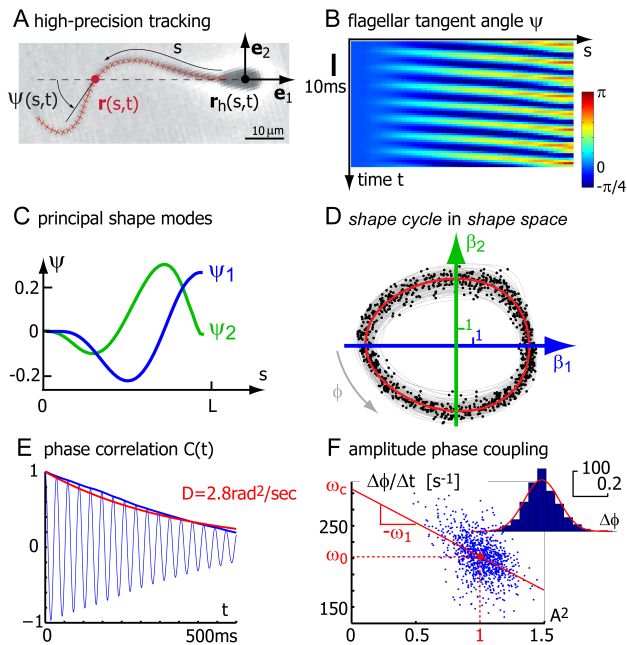 A high-precision tracking
s
e₂
ψ(s,t)
r(s,t)
rₕ(s,t)
e₁
10 μm
B flagellar tangent angle ψ
s
10ms
π
0
-π/4
time t
C principal shape modes
ψ
0.2
ψ₁
0
ψ₂
-0.2
0
L
s
D shape cycle in shape space
β₂
1
1
β₁
ϕ
E phase correlation C(t)
1
D=2.8rad²/sec
0
-1
t
0
500ms
F amplitude phase coupling
ω_c
Δϕ/Δt [s⁻¹]
100
0.2
Δϕ
250
-ω₁
ω₀
150
A²
0
0.5
1
1.5